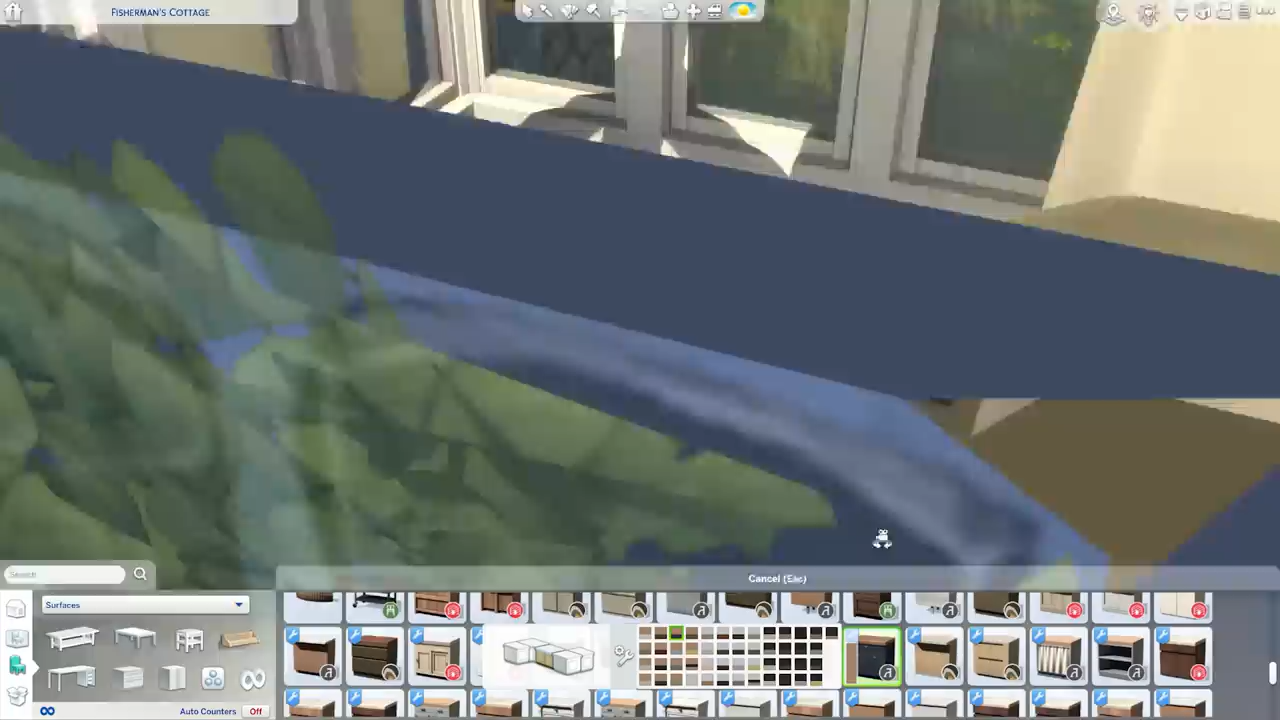 Fisherman's Cottage
Cancel (Esc)
Search
Surfaces
Auto Counters Off